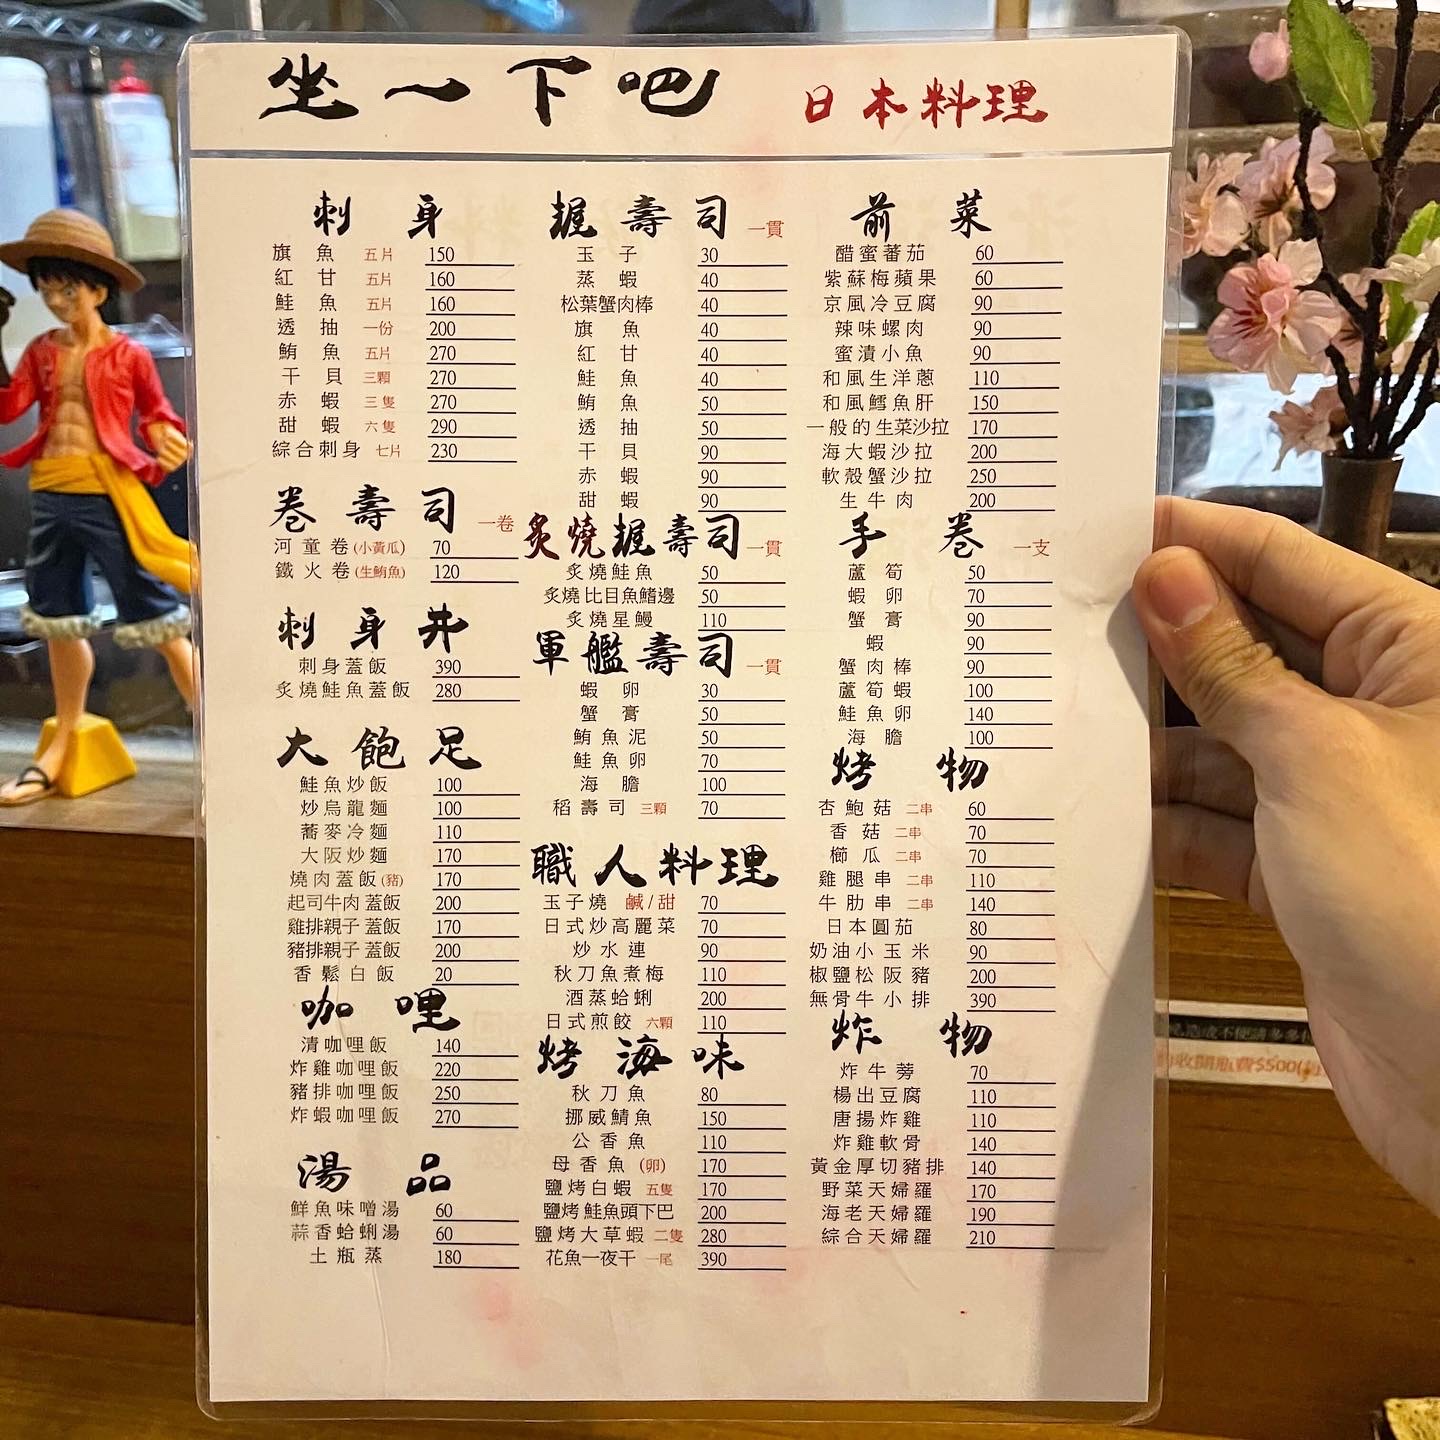 坐一下吧 日本料理
刺身
旗魚 五片 150
紅甘 五片 160
鮭魚 五片 160
透抽 一份 200
鮪魚 五片 270
干貝 三顆 270
赤蝦 三隻 270
甜蝦 六隻 290
綜合刺身 七片 230
卷壽司 一卷
河童卷(小黃瓜) 70
鐵火卷(生鮪魚) 120
刺身丼
刺身蓋飯 390
炙燒鮭魚蓋飯 280
大飽足
鮭魚炒飯 100
炒烏龍麵 100
蕎麥冷麵 110
大阪炒麵 170
燒肉蓋飯(豬) 170
起司牛肉蓋飯 200
雞排親子蓋飯 170
豬排親子蓋飯 200
香鬆白飯 20
咖哩
清咖哩飯 140
炸雞咖哩飯 220
豬排咖哩飯 250
炸蝦咖哩飯 270
湯品
鮮魚味噌湯 60
蒜香蛤蜊湯 60
土瓶蒸 180
握壽司 一貫
玉子 30
蒸蝦 40
松葉蟹肉棒 40
旗魚 40
紅甘 40
鮭魚 40
鮪魚 50
透抽 50
干貝 90
赤蝦 90
甜蝦 90
炙燒握壽司 一貫
炙燒鮭魚 50
炙燒比目魚鰭邊 50
炙燒星鰻 110
軍艦壽司 一貫
蝦卵 30
蟹膏 50
鮪魚泥 50
鮭魚卵 70
海膽 100
稻壽司 三顆 70
職人料理
玉子燒 鹹/甜 70
日式炒高麗菜 70
炒水連 90
秋刀魚煮梅 110
酒蒸蛤蜊 200
日式煎餃 六顆 110
烤海味
秋刀魚 80
挪威鯖魚 150
公香魚 110
母香魚(卵) 170
鹽烤白蝦 五隻 170
鹽烤鮭魚頭下巴 200
鹽烤大草蝦 二隻 280
花魚一夜干 一尾 390
前菜
醋蜜蕃茄 60
紫蘇梅蘋果 60
京風冷豆腐 90
辣味螺肉 90
蜜漬小魚 90
和風生洋蔥 110
和風鱈魚肝 150
一般的生菜沙拉 170
海大蝦沙拉 200
軟殼蟹沙拉 250
生牛肉 200
手卷 一支
蘆筍 50
蝦卵 70
蟹膏 90
蝦 90
蟹肉棒 90
蘆筍蝦 100
鮭魚卵 140
海膽 100
烤物
杏鮑菇 二串 60
香菇 二串 70
櫛瓜 二串 70
雞腿串 二串 110
牛肋串 二串 140
日本圓茄 80
奶油小玉米 90
椒鹽松阪豬 200
無骨牛小排 390
炸物
炸牛蒡 70
楊出豆腐 110
唐揚炸雞 110
炸雞軟骨 140
黃金厚切豬排 140
野菜天婦羅 170
海老天婦羅 190
綜合天婦羅 210
收開瓶費$500